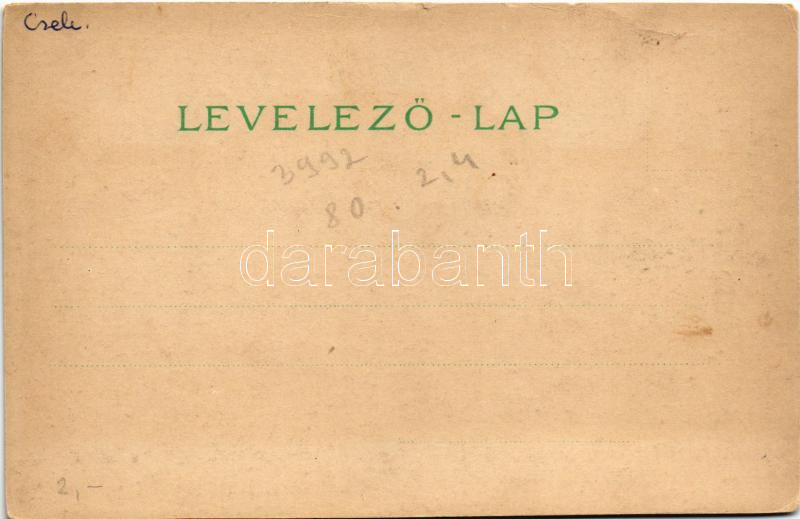 Csele.
LEVELEZŐ - LAP
3992 2,4
80
darabanth
2,-